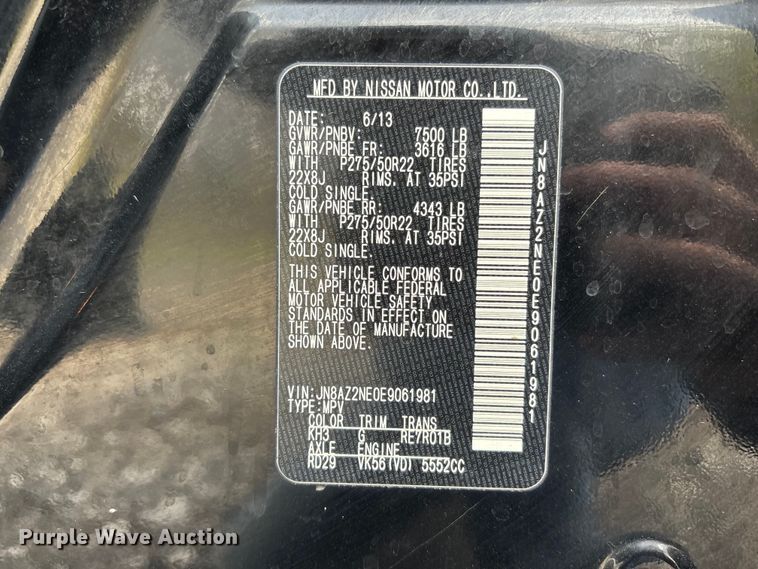 MFD BY NISSAN MOTOR CO.,LTD.
DATE: 6/13
GVWR/PNBV: 7500 LB
GAWR/PNBE FR: 3616 LB
WITH P275/50R22 TIRES
22X8J RIMS. AT 35PSI
COLD SINGLE.
GAWR/PNBE RR: 4343 LB
WITH P275/50R22 TIRES
22X8J RIMS. AT 35PSI
COLD SINGLE.
THIS VEHICLE CONFORMS TO
ALL APPLICABLE FEDERAL
MOTOR VEHICLE SAFETY
STANDARDS IN EFFECT ON
THE DATE OF MANUFACTURE
SHOWN ABOVE.
VIN:JN8AZ2NE0E9061981
TYPE:MPV
COLOR TRIM TRANS
KH3 G RE7R01B
AXLE ENGINE
RD29 VK56(VD) 5552CC
JN8AZ2NE0E9061981
Purple Wave Auction